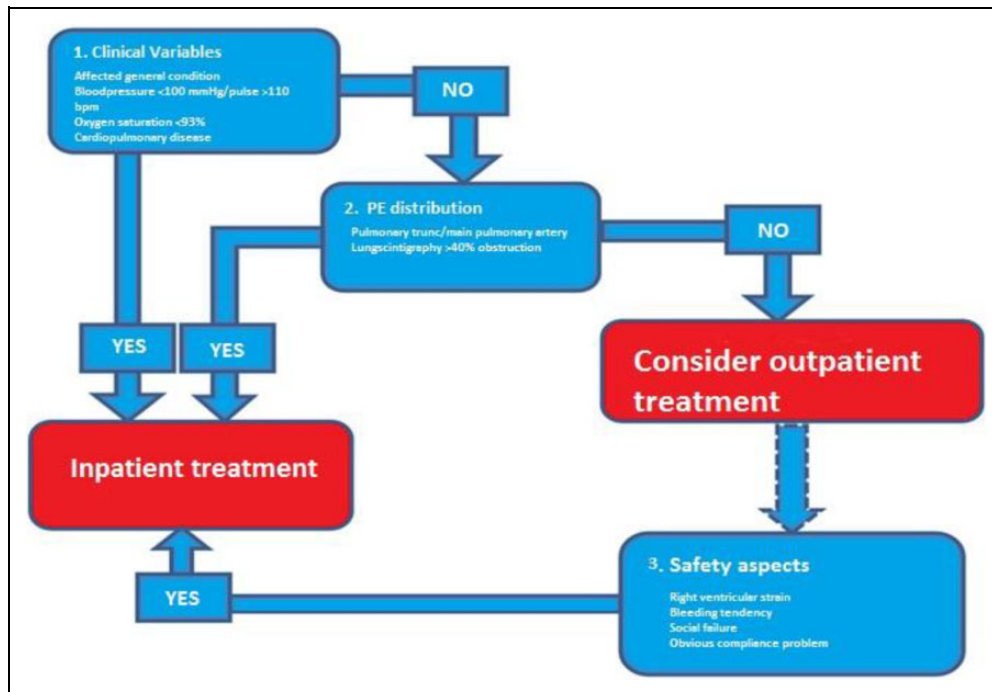 1. Clinical Variables
Affected general condition
Bloodpressure <100 mmHg/pulse >110
bpm
Oxygen saturation <93%
Cardiopulmonary disease
NO
2. PE distribution
Pulmonary trunc/main pulmonary artery
Lungscintigraphy >40% obstruction
NO
YES
YES
Consider outpatient
treatment
Inpatient treatment
3. Safety aspects
Right ventricular strain
Bleeding tendency
Social failure
Obvious compliance problem
YES